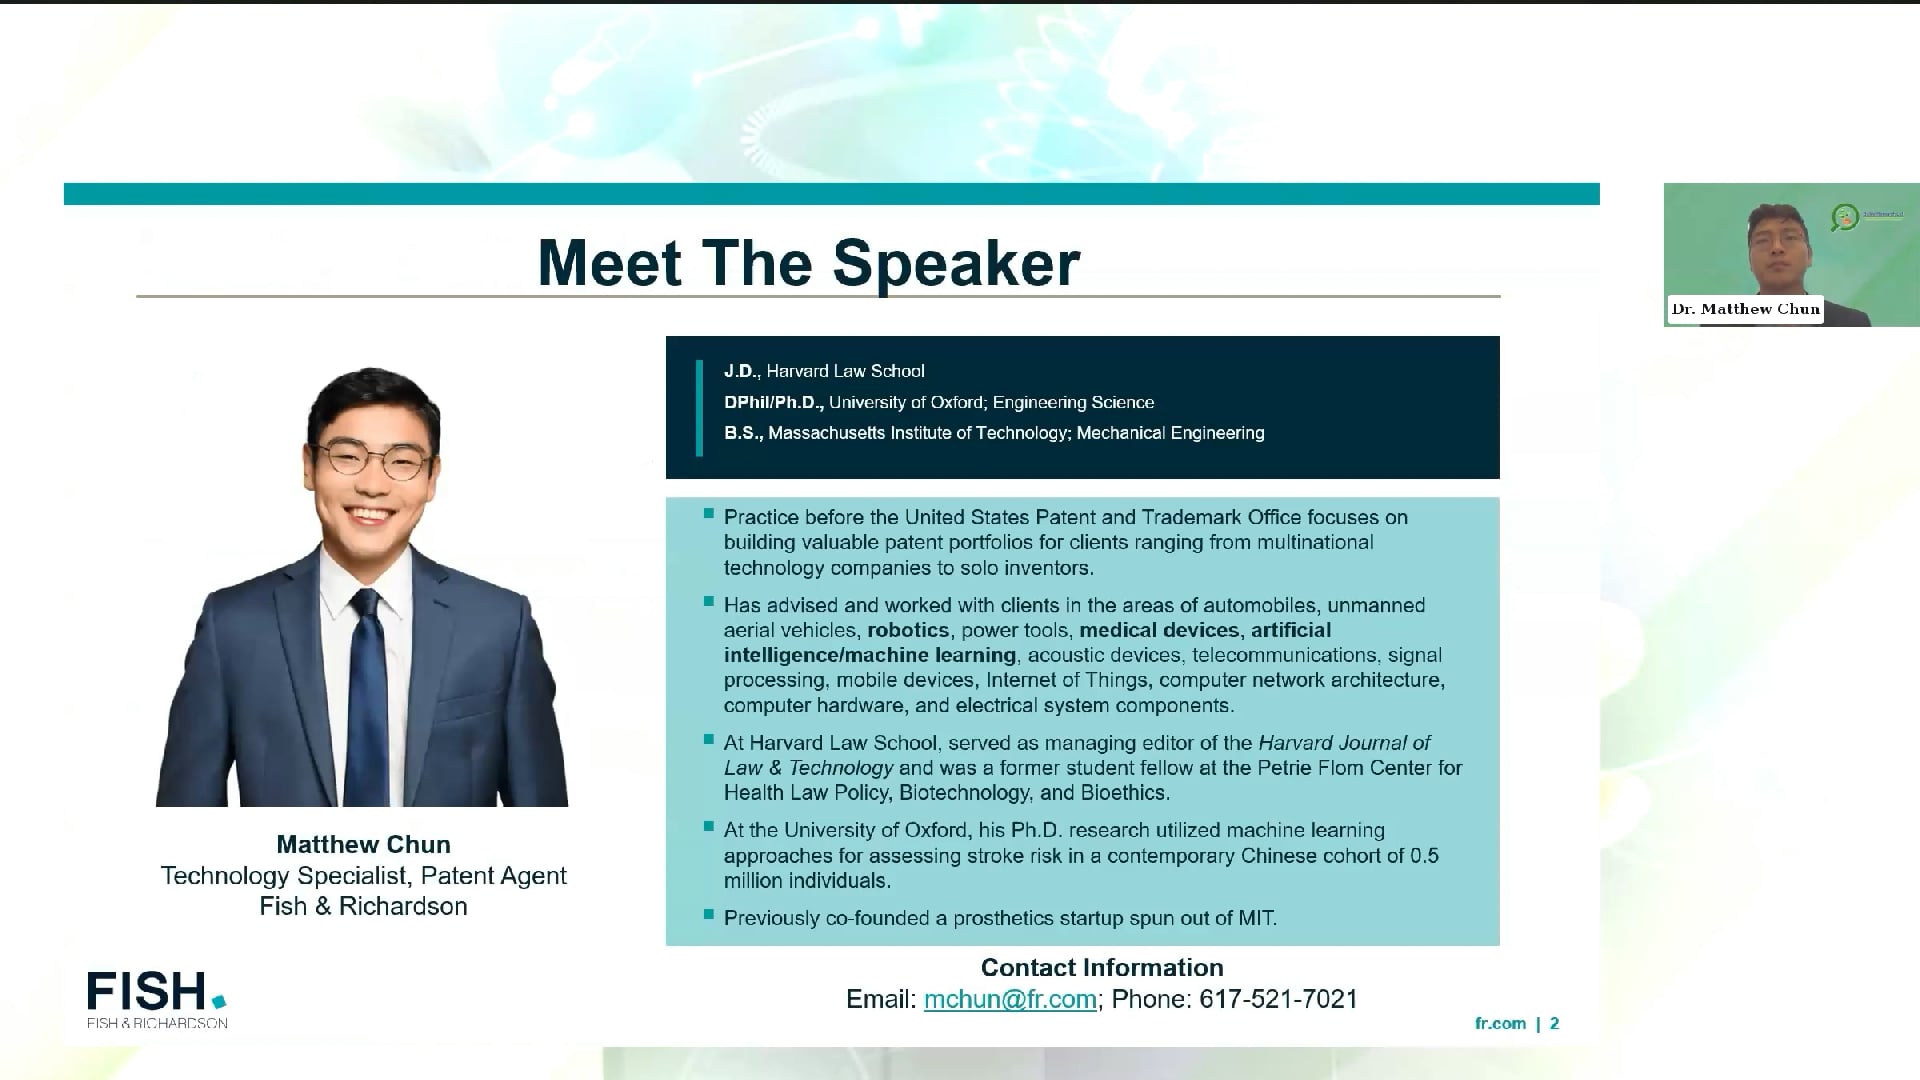 Meet The Speaker
Dr. Matthew Chun
J.D., Harvard Law School
DPhil/Ph.D., University of Oxford; Engineering Science
B.S., Massachusetts Institute of Technology; Mechanical Engineering
Practice before the United States Patent and Trademark Office focuses on
building valuable patent portfolios for clients ranging from multinational
technology companies to solo inventors.
Has advised and worked with clients in the areas of automobiles, unmanned
aerial vehicles, robotics, power tools, medical devices, artificial
intelligence/machine learning, acoustic devices, telecommunications, signal
processing, mobile devices, Internet of Things, computer network architecture,
computer hardware, and electrical system components.
At Harvard Law School, served as managing editor of the Harvard Journal of
Law & Technology and was a former student fellow at the Petrie Flom Center for
Health Law Policy, Biotechnology, and Bioethics.
At the University of Oxford, his Ph.D. research utilized machine learning
approaches for assessing stroke risk in a contemporary Chinese cohort of 0.5
million individuals.
Previously co-founded a prosthetics startup spun out of MIT.
Matthew Chun
Technology Specialist, Patent Agent
Fish & Richardson
Contact Information
Email: mchun@fr.com; Phone: 617-521-7021
FISH.
FISH & RICHARDSON
fr.com | 2